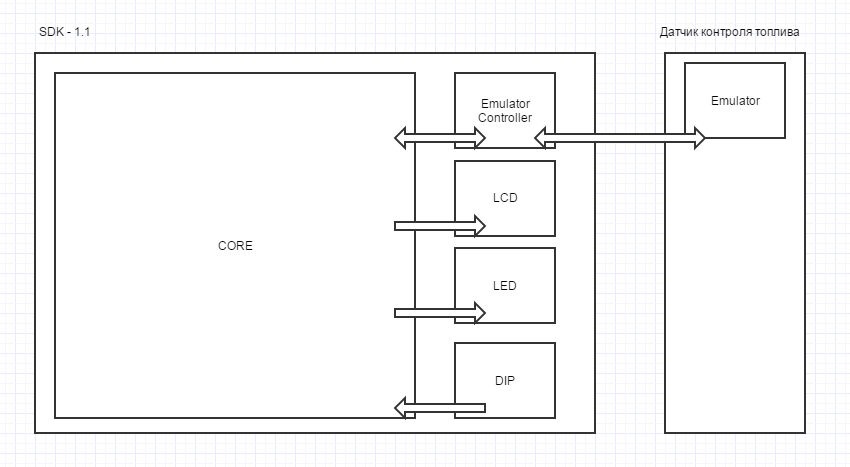 SDK - 1.1
Датчик контроля топлива
Emulator
Controller
Emulator
LCD
CORE
LED
DIP